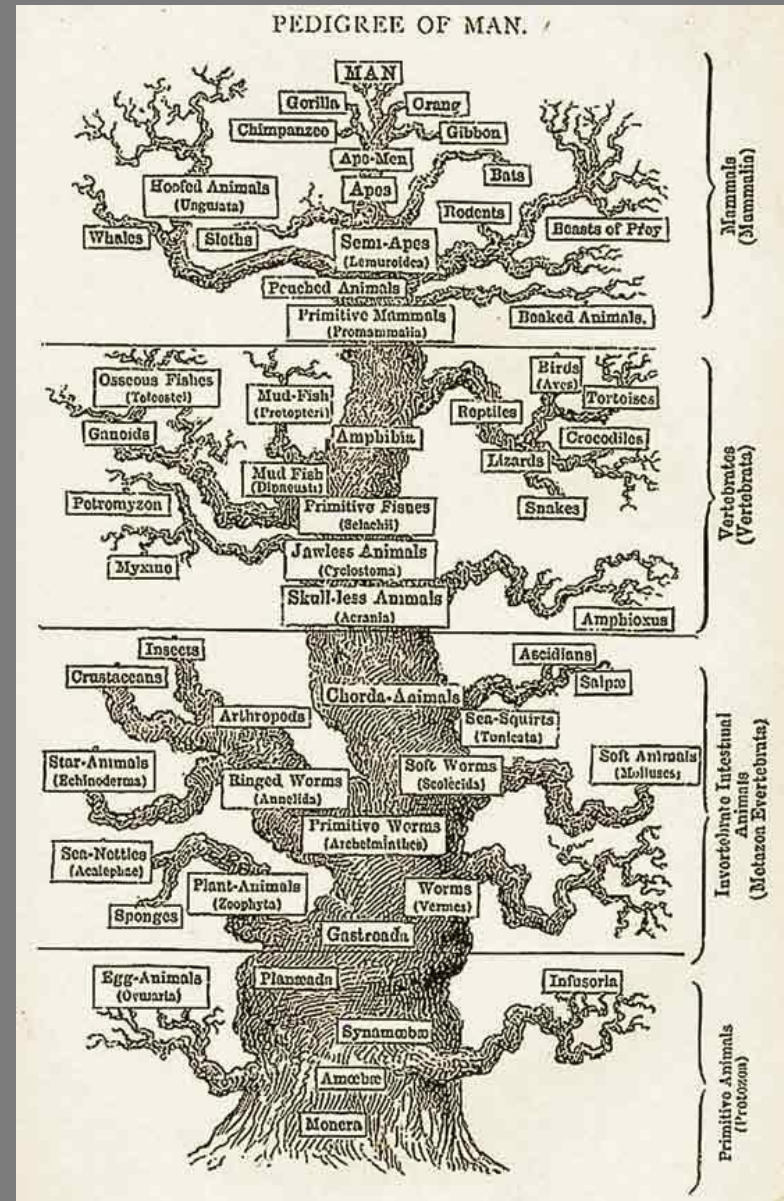 PEDIGREE OF MAN.
MAN
Gorilla
Orang
Chimpanzee
Gibbon
Ape-Men
Bats
Hoofed Animals
(Ungulata)
Apes
Rodents
Whales
Sloths
Semi-Apes
(Lemuroidea)
Beasts of Prey
Pouched Animals
Primitive Mammals
(Promammalia)
Beaked Animals.
Mammals
(Mammalia)
Osseous Fishes
(Teleostei)
Mud-Fish
(Protopteri)
Birds
(Aves)
Tortoises
Ganoids
Amphibia
Reptiles
Crocodiles
Mud Fish
(Dipneusti)
Lizards
Petromyzon
Primitive Fishes
(Selachii)
Snakes
Myxine
Jawless Animals
(Cyclostoma)
Skull-less Animals
(Acrania)
Amphioxus
Vertebrates
(Vertebrata)
Insects
Ascidians
Crustaceans
Salpæ
Chorda-Animals
Arthropods
Sea-Squirts
(Tunicata)
Star-Animals
(Echinoderma)
Ringed Worms
(Annelida)
Soft Worms
(Scolecida)
Soft Animals
(Molluscs)
Primitive Worms
(Archelminthes)
Sea-Nettles
(Acalephae)
Plant-Animals
(Zoophyta)
Worms
(Vermes)
Sponges
Gastræada
Invertebrate Intestinal
Animals
(Metazoa Evertebrata)
Egg-Animals
(Ovularia)
Planæada
Infusoria
Synamœbæ
Amœbæ
Monera
Primitive Animals
(Protozoa)